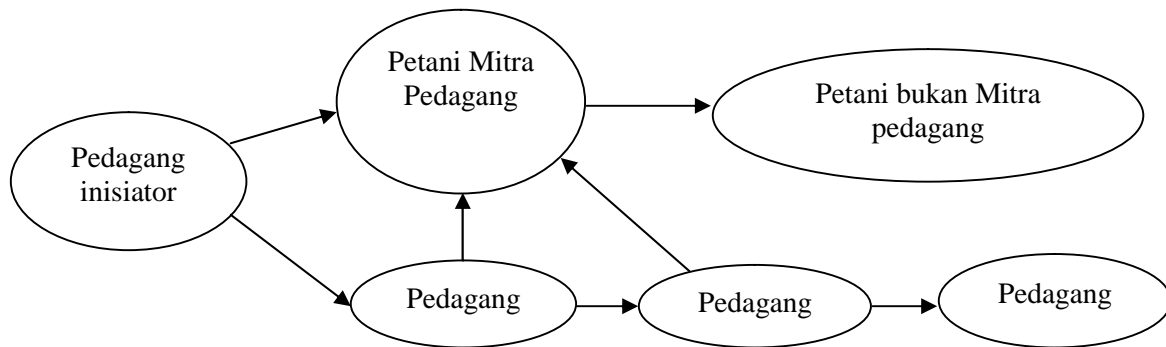 Petani Mitra
Pedagang
Petani bukan Mitra
pedagang
Pedagang
inisiator
Pedagang
Pedagang
Pedagang